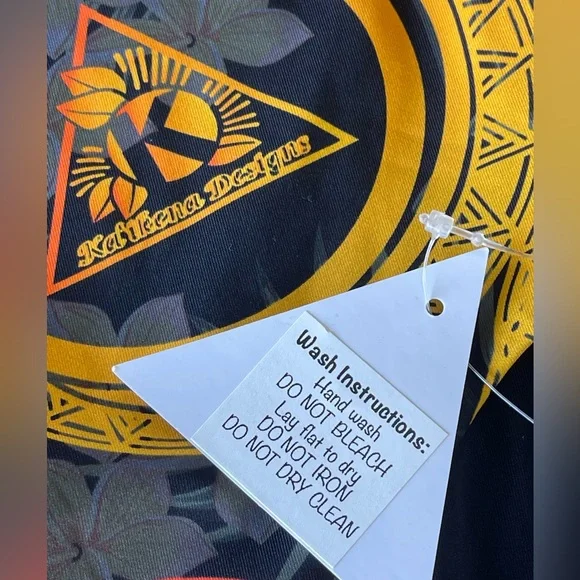 K
Ka'ikena Designs
Wash Instructions:
Hand wash
DO NOT BLEACH
Lay flat to dry
DO NOT IRON
DO NOT DRY CLEAN